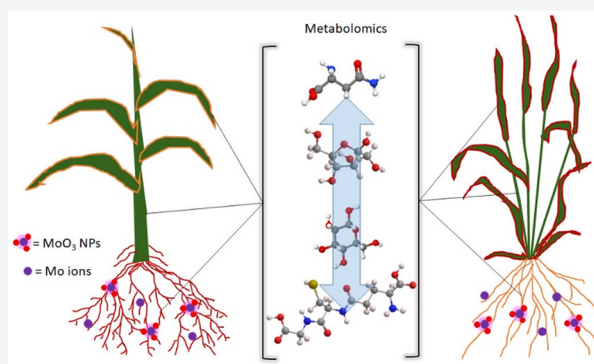 Metabolomics
= MoO₃ NPs
= Mo ions